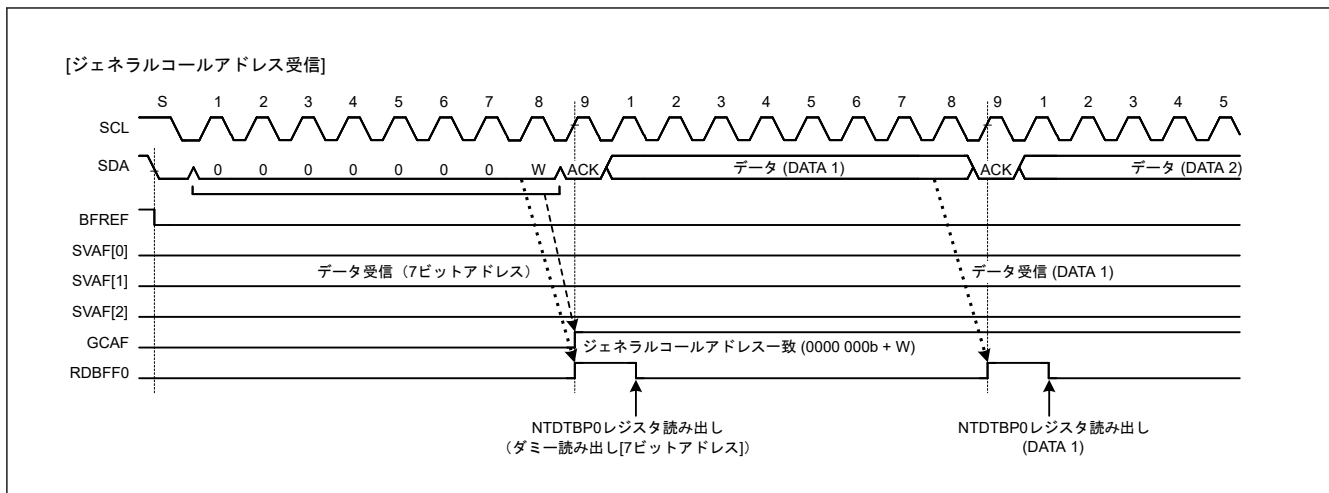 [ジェネラルコールアドレス受信]
S 1 2 3 4 5 6 7 8 9 1 2 3 4 5 6 7 8 9 1 2 3 4 5
SCL
SDA 0 0 0 0 0 0 0 W ACK データ (DATA 1) ACK データ (DATA 2)
BFREF
SVAF[0]
データ受信（7ビットアドレス） データ受信 (DATA 1)
SVAF[1]
SVAF[2]
GCAF
ジェネラルコールアドレス一致 (0000 000b + W)
RDBFF0
NTDTBP0レジスタ読み出し
（ダミー読み出し[7ビットアドレス]）
NTDTBP0レジスタ読み出し
(DATA 1)